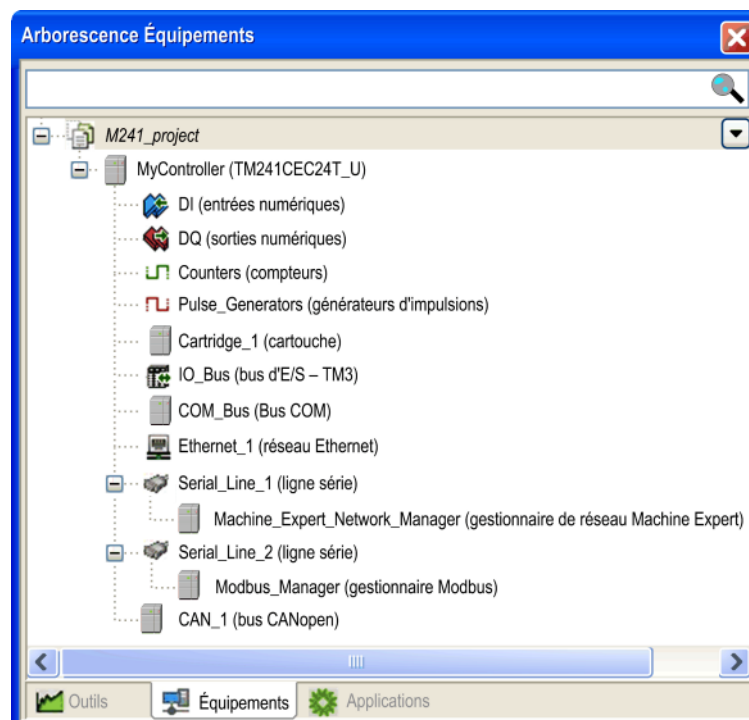 Arborescence Équipements
M241_project
MyController (TM241CEC24T_U)
DI (entrées numériques)
DQ (sorties numériques)
Counters (compteurs)
Pulse_Generators (générateurs d'impulsions)
Cartridge_1 (cartouche)
IO_Bus (bus d'E/S – TM3)
COM_Bus (Bus COM)
Ethernet_1 (réseau Ethernet)
Serial_Line_1 (ligne série)
Machine_Expert_Network_Manager (gestionnaire de réseau Machine Expert)
Serial_Line_2 (ligne série)
Modbus_Manager (gestionnaire Modbus)
CAN_1 (bus CANopen)
Outils Équipements Applications